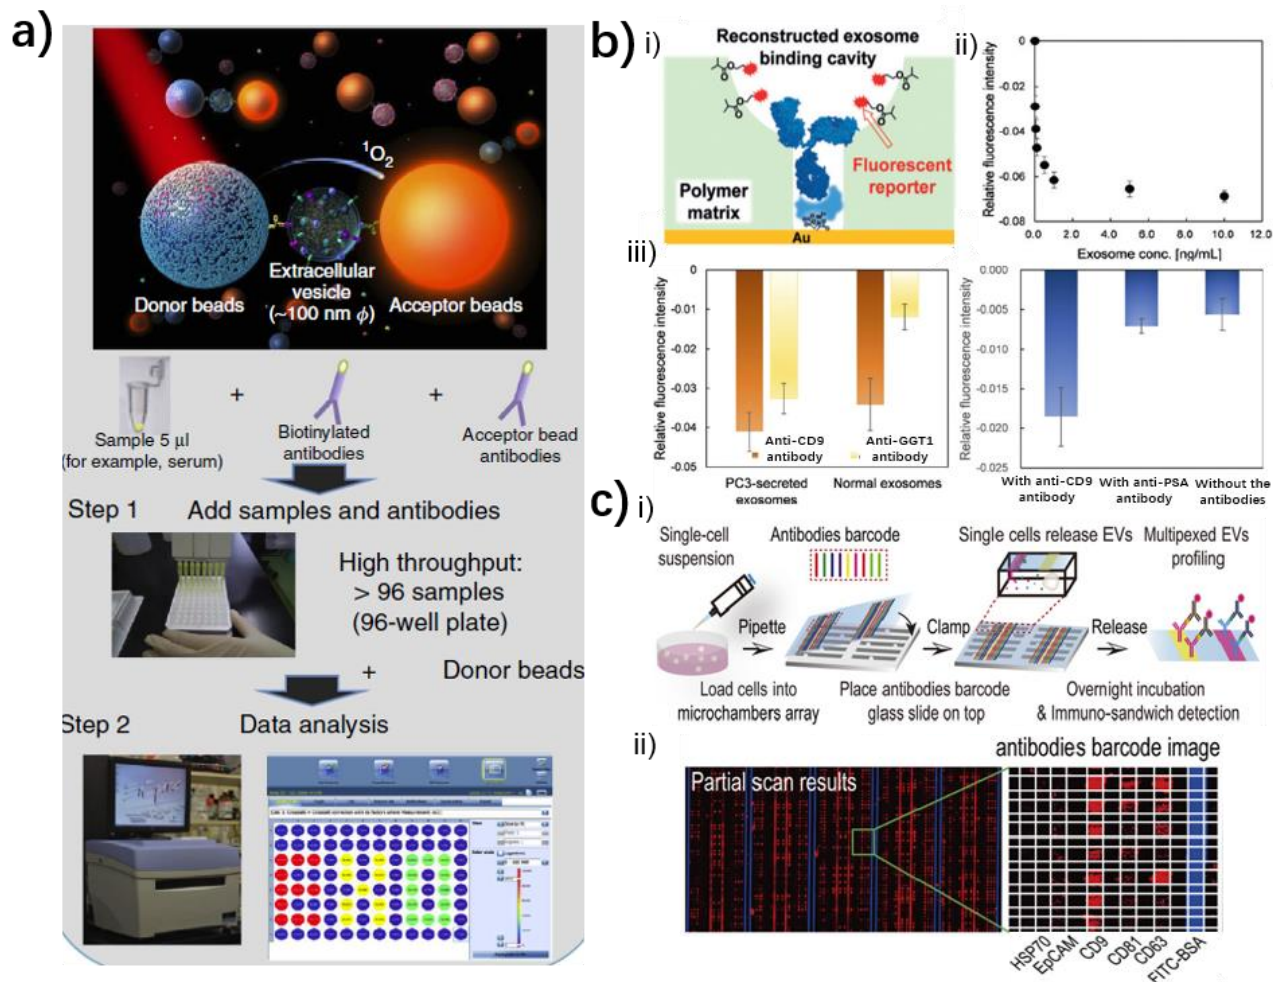 a)
¹O₂
Extracellular
vesicle
(~100 nm ϕ)
Donor beads
Acceptor beads
+
+
Sample 5 µl
(for example, serum)
Biotinylated
antibodies
Acceptor bead
antibodies
Step 1
Add samples and antibodies
High throughput:
> 96 samples
(96-well plate)
+
Donor beads
Step 2
Data analysis
b)
i)
Reconstructed exosome
binding cavity
Fluorescent
reporter
Polymer
matrix
Au
ii)
Relative fluorescence intensity
0
-0.02
-0.04
-0.06
-0.08
0.0 2.0 4.0 6.0 8.0 10.0 12.0
Exosome conc. [ng/mL]
iii)
Relative fluorescence intensity
0
-0.01
-0.02
-0.03
-0.04
-0.05
Anti-CD9
antibody
Anti-GGT1
antibody
PC3-secreted
exosomes
Normal exosomes
Relative fluorescence intensity
0.000
-0.005
-0.010
-0.015
-0.020
-0.025
With anti-CD9
antibody
With anti-PSA
antibody
Without the
antibodies
c)
i)
Single-cell
suspension
Antibodies barcode
Single cells release EVs
Multipexed EVs
profiling
Pipette
Clamp
Release
Load cells into
microchambers array
Place antibodies barcode
glass slide on top
Overnight incubation
& Immuno-sandwich detection
ii)
antibodies barcode image
Partial scan results
HSP70
EpCAM
CD9
CD81
CD63
FITC-BSA